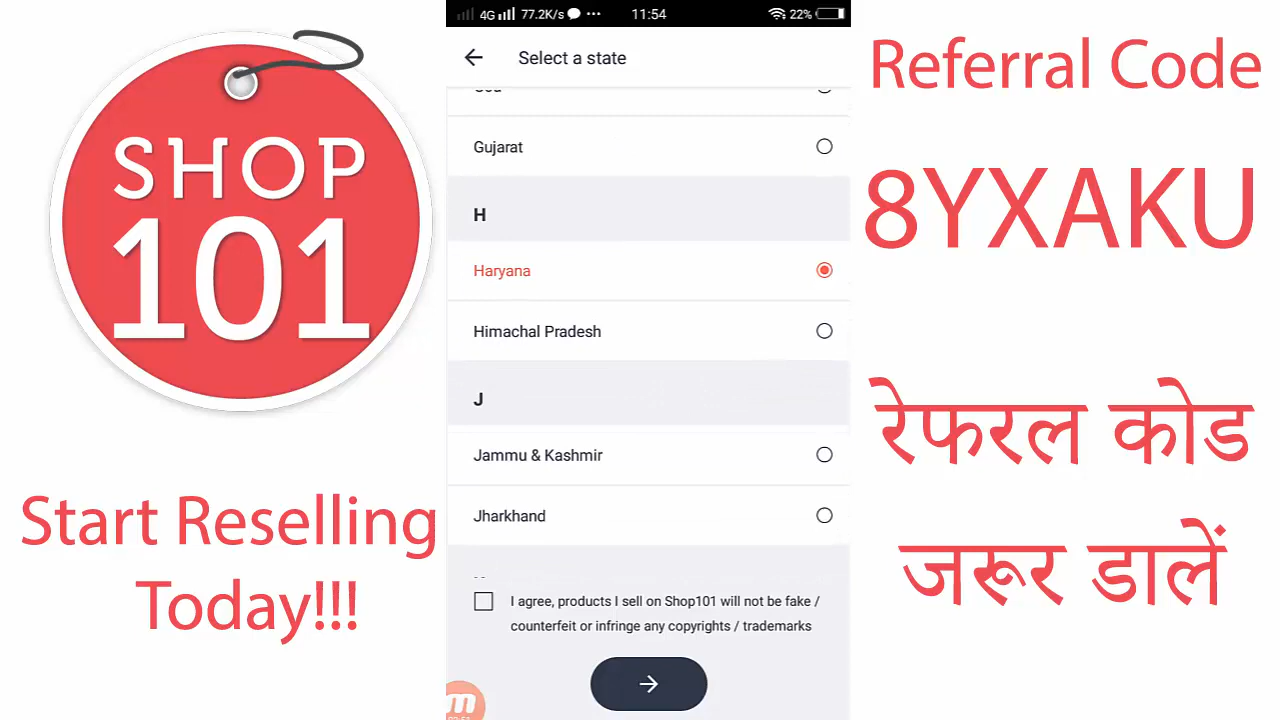 SHOP
101
Start Reselling
Today!!!
4G 77.2K/s 11:54 22%
Select a state
Gujarat
H
Haryana
Himachal Pradesh
J
Jammu & Kashmir
Jharkhand
I agree, products I sell on Shop101 will not be fake /
counterfeit or infringe any copyrights / trademarks
Referral Code
8YXAKU
रेफरल कोड
जरूर डालें